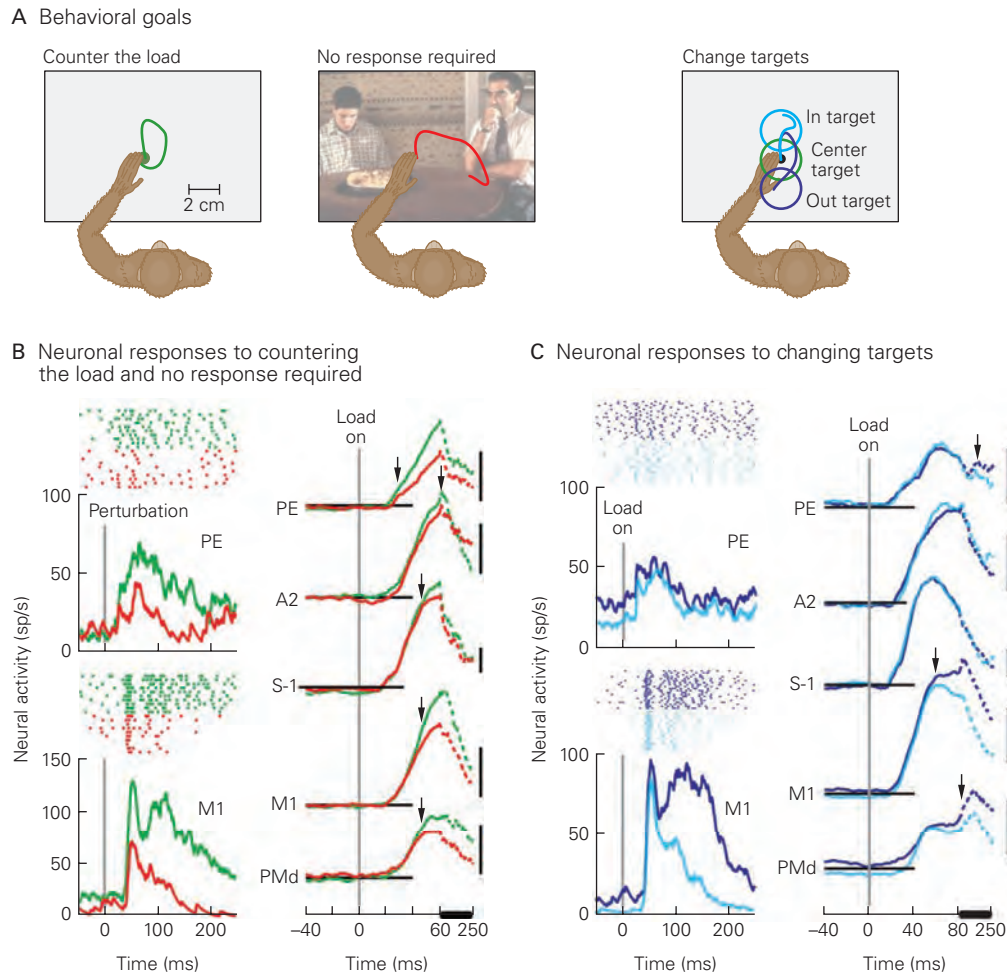 A Behavioral goals
Counter the load
2 cm
No response required
Change targets
In target
Center
target
Out target
B Neuronal responses to countering
the load and no response required
Neural activity (sp/s)
100
50
0
Perturbation
PE
150
100
50
0
M1
0 100 200
Time (ms)
Load
on
PE
A2
S-1
M1
PMd
–40 0 60 250
Time (ms)
C Neuronal responses to changing targets
Neural activity (sp/s)
100
50
0
Load
on
PE
100
50
0
M1
0 100 200
Time (ms)
Load
on
PE
A2
S-1
M1
PMd
–40 0 40 80 250
Time (ms)